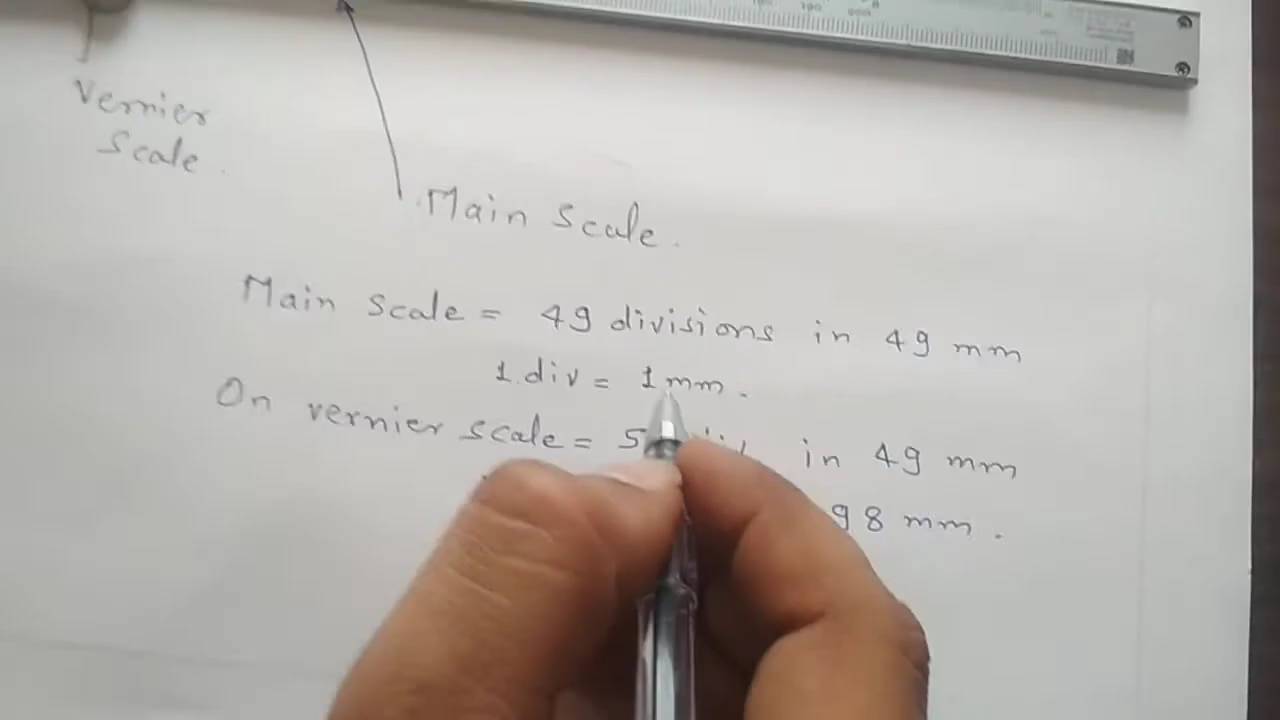 Vernier
Scale.
Main Scale.
Main Scale = 49 divisions in 49 mm
1 div = 1 mm.
On vernier scale = 5 in 49 mm
98 mm.